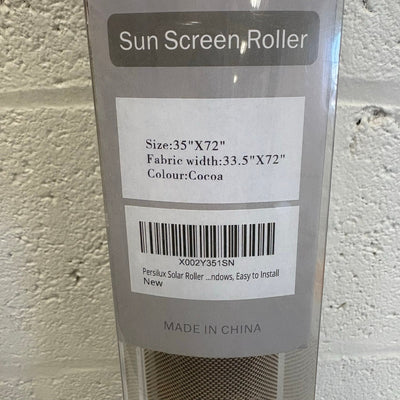 Sun Screen Roller
Size:35"X72"
Fabric width:33.5"X72"
Colour:Cocoa
X002Y351SN
Persilux Solar Roller ...ndows, Easy to Install
New
MADE IN CHINA